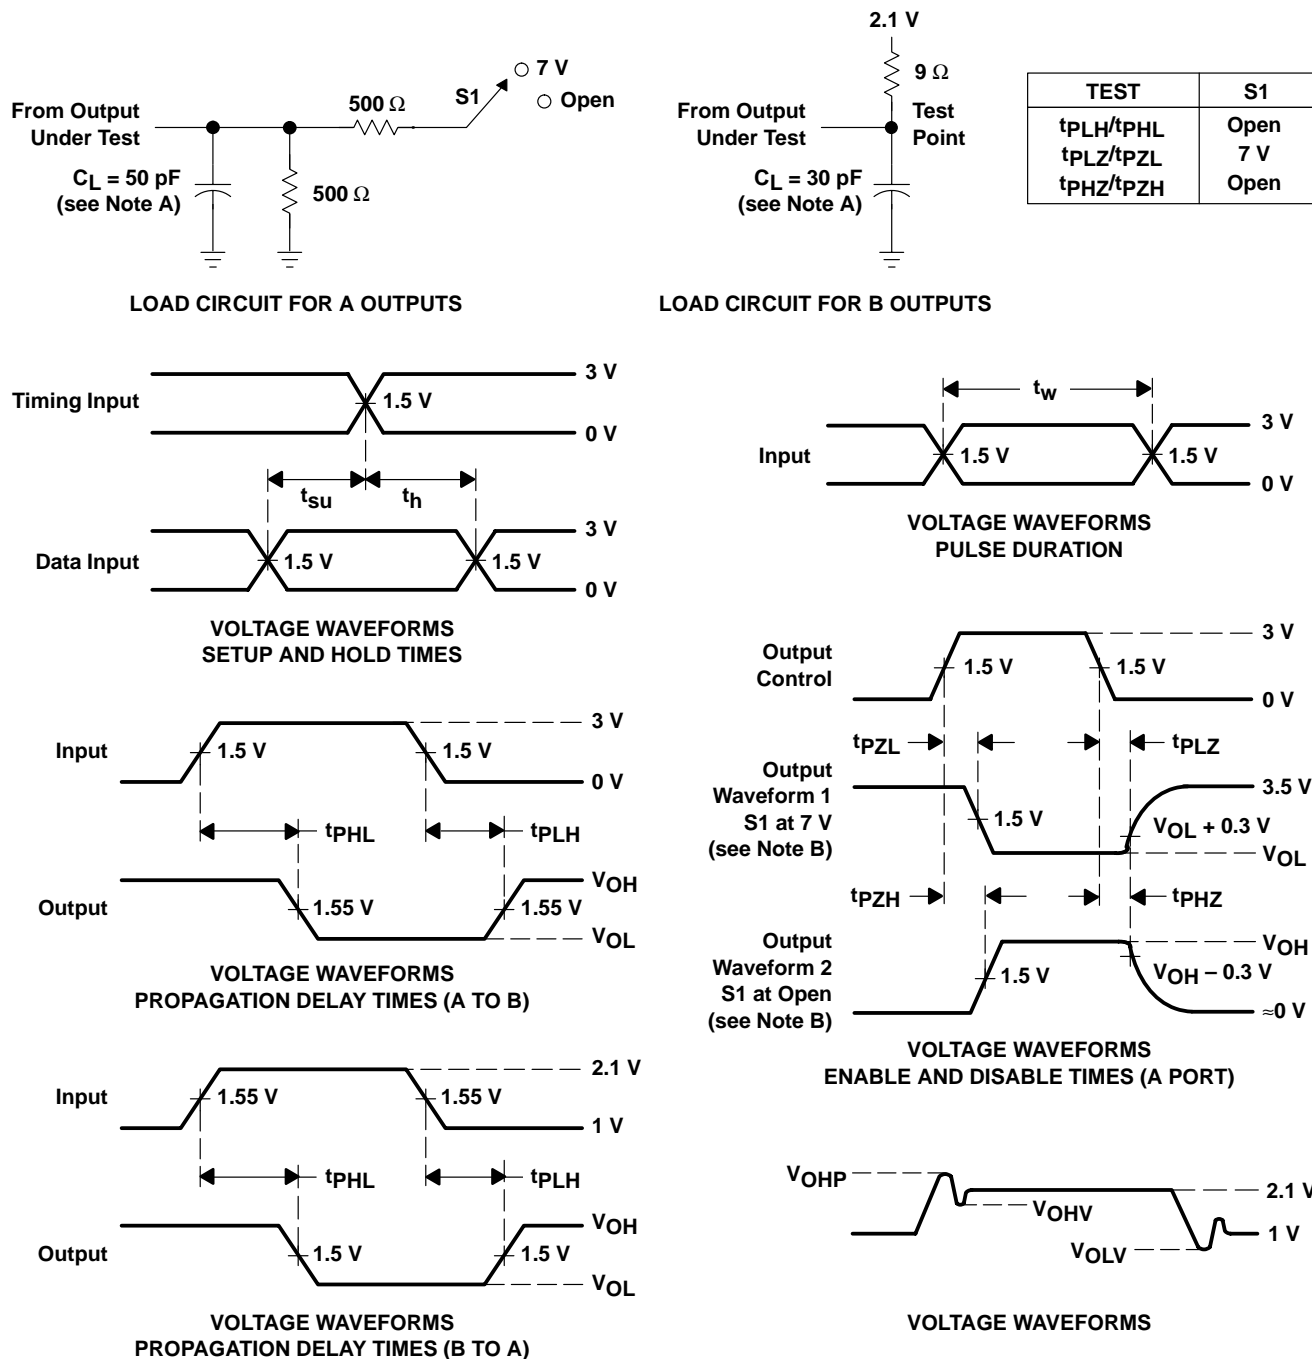 7 V
Open
S1
500 Ω
From Output
Under Test
CL = 50 pF
(see Note A)
500 Ω
LOAD CIRCUIT FOR A OUTPUTS
2.1 V
9 Ω
From Output
Under Test
Test
Point
CL = 30 pF
(see Note A)
LOAD CIRCUIT FOR B OUTPUTS
TEST S1
tPLH/tPHL Open
tPLZ/tPZL 7 V
tPHZ/tPZH Open
Timing Input
1.5 V
3 V
0 V
tsu
th
Data Input
1.5 V
1.5 V
3 V
0 V
VOLTAGE WAVEFORMS
SETUP AND HOLD TIMES
tw
Input
1.5 V
1.5 V
3 V
0 V
VOLTAGE WAVEFORMS
PULSE DURATION
Input
1.5 V
1.5 V
3 V
0 V
tPHL
tPLH
Output
1.55 V
1.55 V
VOH
VOL
VOLTAGE WAVEFORMS
PROPAGATION DELAY TIMES (A TO B)
Output
Control
1.5 V
1.5 V
3 V
0 V
tPZL
tPLZ
Output
Waveform 1
S1 at 7 V
(see Note B)
1.5 V
3.5 V
VOL + 0.3 V
VOL
tPZH
tPHZ
Output
Waveform 2
S1 at Open
(see Note B)
1.5 V
VOH
VOH – 0.3 V
≈0 V
VOLTAGE WAVEFORMS
ENABLE AND DISABLE TIMES (A PORT)
Input
1.55 V
1.55 V
2.1 V
1 V
tPHL
tPLH
Output
1.5 V
1.5 V
VOH
VOL
VOLTAGE WAVEFORMS
PROPAGATION DELAY TIMES (B TO A)
VOHP
VOHV
2.1 V
1 V
VOLV
VOLTAGE WAVEFORMS